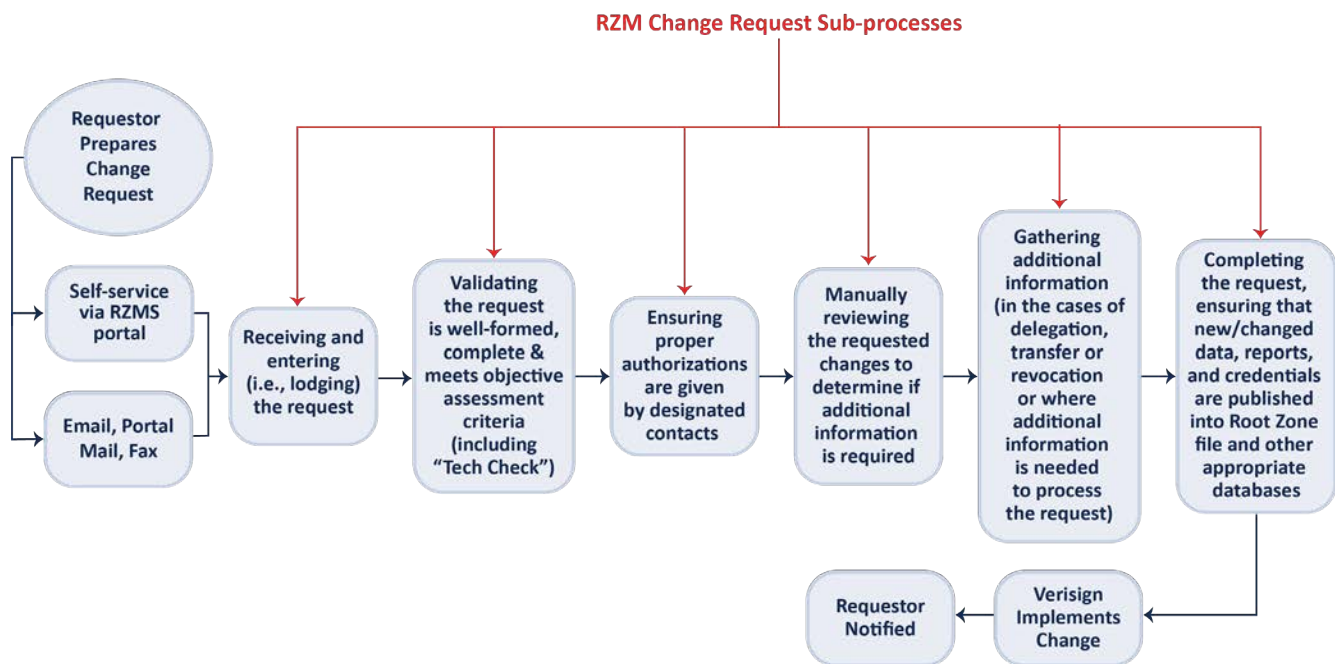 RZM Change Request Sub-processes
Requestor
Prepares
Change
Request
Self-service
via RZMS
portal
Email, Portal
Mail, Fax
Receiving and
entering
(i.e., lodging)
the request
Validating
the request
is well-formed,
complete &
meets objective
assessment
criteria
(including
“Tech Check”)
Ensuring
proper
authorizations
are given
by designated
contacts
Manually
reviewing
the requested
changes to
determine if
additional
information
is required
Gathering
additional
information
(in the cases of
delegation,
transfer or
revocation
or where
additional
information
is needed
to process
the request)
Completing
the request,
ensuring that
new/changed
data, reports,
and credentials
are published
into Root Zone
file and other
appropriate
databases
Verisign
Implements
Change
Requestor
Notified